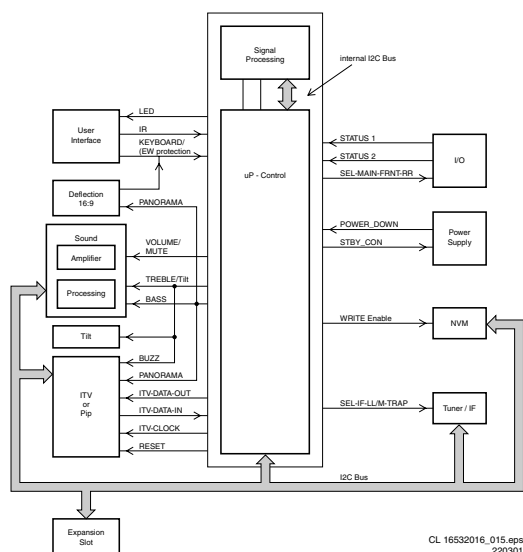 Signal
Processing
internal I2C Bus
LED
IR
KEYBOARD/
(EW protection
User
Interface
uP - Control
STATUS 1
STATUS 2
SEL-MAIN-FRNT-RR
I/O
Deflection
16:9
PANORAMA
Sound
Amplifier
Processing
VOLUME/
MUTE
TREBLE/Tilt
BASS
POWER_DOWN
STBY_CON
Power
Supply
WRITE Enable
NVM
Tilt
BUZZ
PANORAMA
ITV-DATA-OUT
ITV-DATA-IN
ITV-CLOCK
RESET
ITV
or
Pip
SEL-IF-LL/M-TRAP
Tuner / IF
I2C Bus
Expansion
Slot
CL 16532016_015.eps
220301